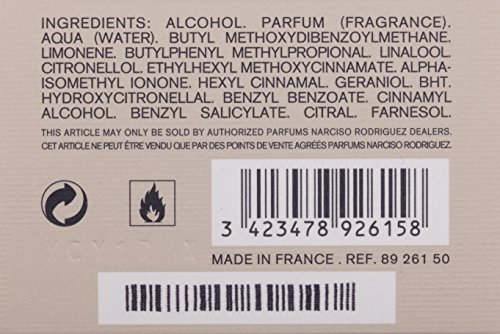 INGREDIENTS: ALCOHOL. PARFUM (FRAGRANCE).
AQUA (WATER). BUTYL METHOXYDIBENZOYLMETHANE.
LIMONENE. BUTYLPHENYL METHYLPROPIONAL. LINALOOL.
CITRONELLOL. ETHYLHEXYL METHOXYCINNAMATE. ALPHA-
ISOMETHYL IONONE. HEXYL CINNAMAL. GERANIOL. BHT.
HYDROXYCITRONELLAL. BENZYL BENZOATE. CINNAMYL
ALCOHOL. BENZYL SALICYLATE. CITRAL. FARNESOL.
THIS ARTICLE MAY ONLY BE SOLD BY AUTHORIZED PARFUMS NARCISO RODRIGUEZ DEALERS.
CET ARTICLE NE PEUT ÊTRE VENDU QUE PAR DES POINTS DE VENTE AGRÉÉS PARFUMS NARCISO RODRIGUEZ.
3 423478 926158
MADE IN FRANCE . REF. 89 261 50